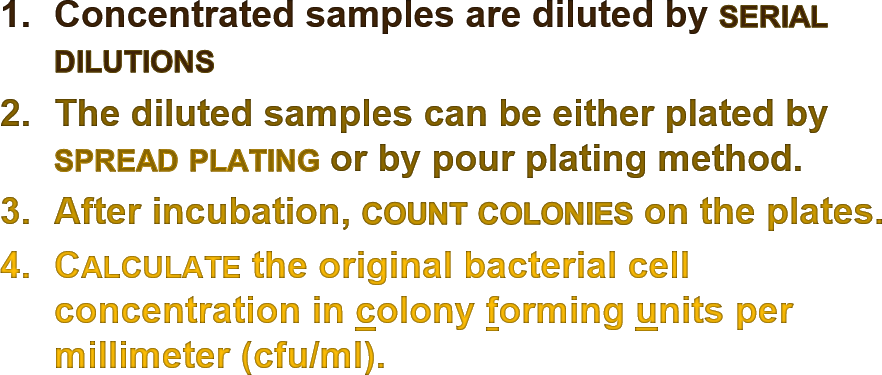 1. Concentrated samples are diluted by SERIAL
DILUTIONS
2. The diluted samples can be either plated by
SPREAD PLATING or by pour plating method.
3. After incubation, COUNT COLONIES on the plates.
4. CALCULATE the original bacterial cell
concentration in colony forming units per
millimeter (cfu/ml).